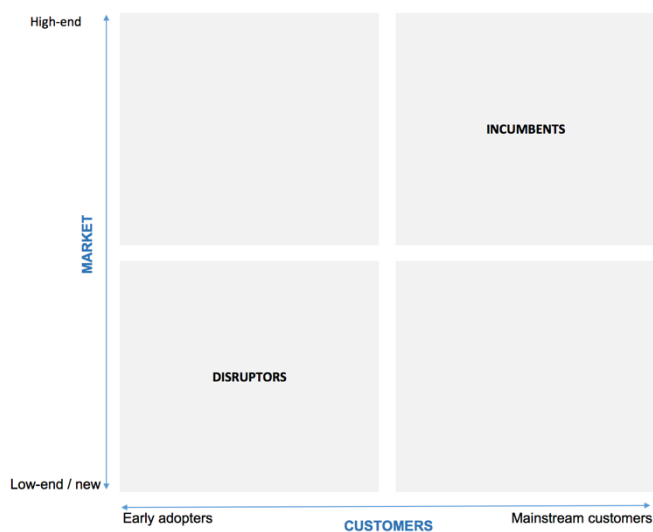 High-end
INCUMBENTS
MARKET
DISRUPTORS
Low-end / new
Early adopters
CUSTOMERS
Mainstream customers